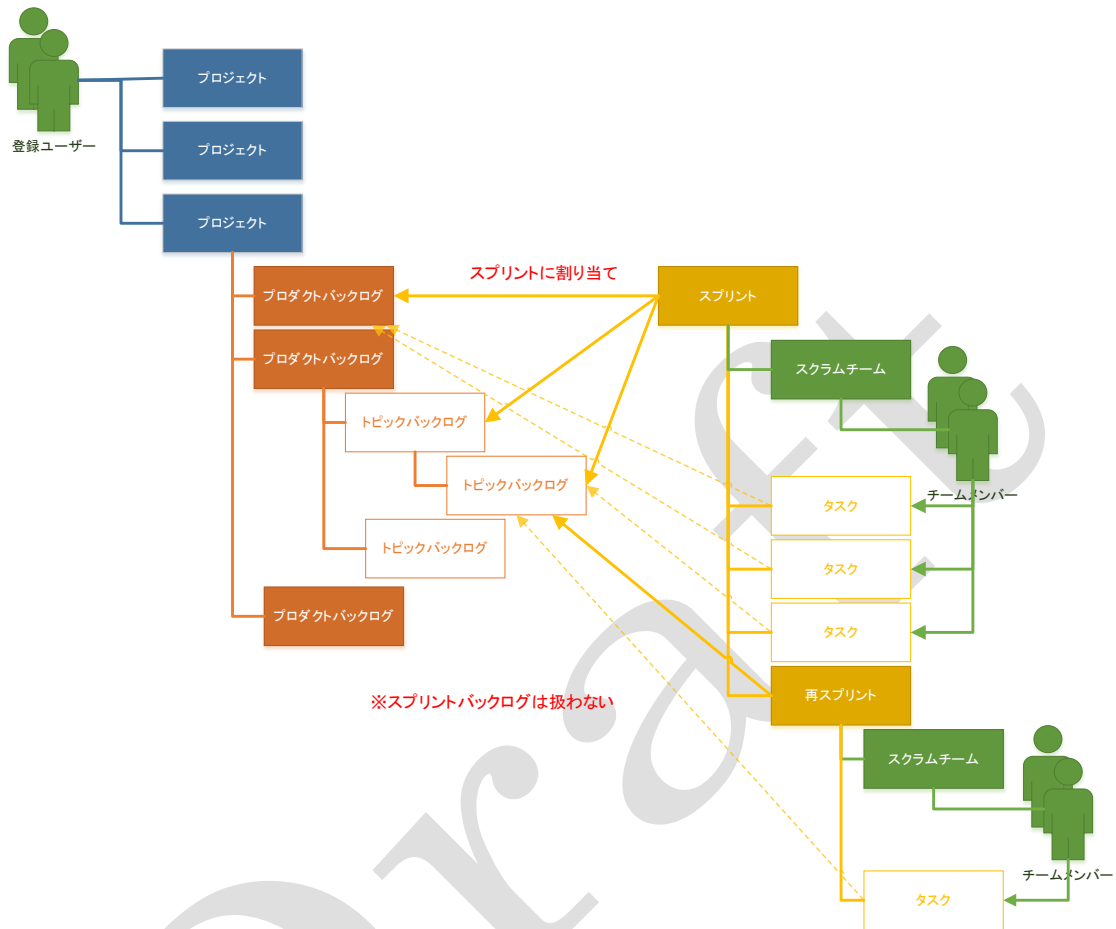 登録ユーザー
プロジェクト
プロジェクト
プロジェクト
スプリントに割り当て
プロダクトバックログ
スプリント
プロダクトバックログ
スクラムチーム
トピックバックログ
トピックバックログ
チームメンバー
タスク
トピックバックログ
タスク
プロダクトバックログ
タスク
※スプリントバックログは扱わない
再スプリント
スクラムチーム
チームメンバー
タスク
Draft